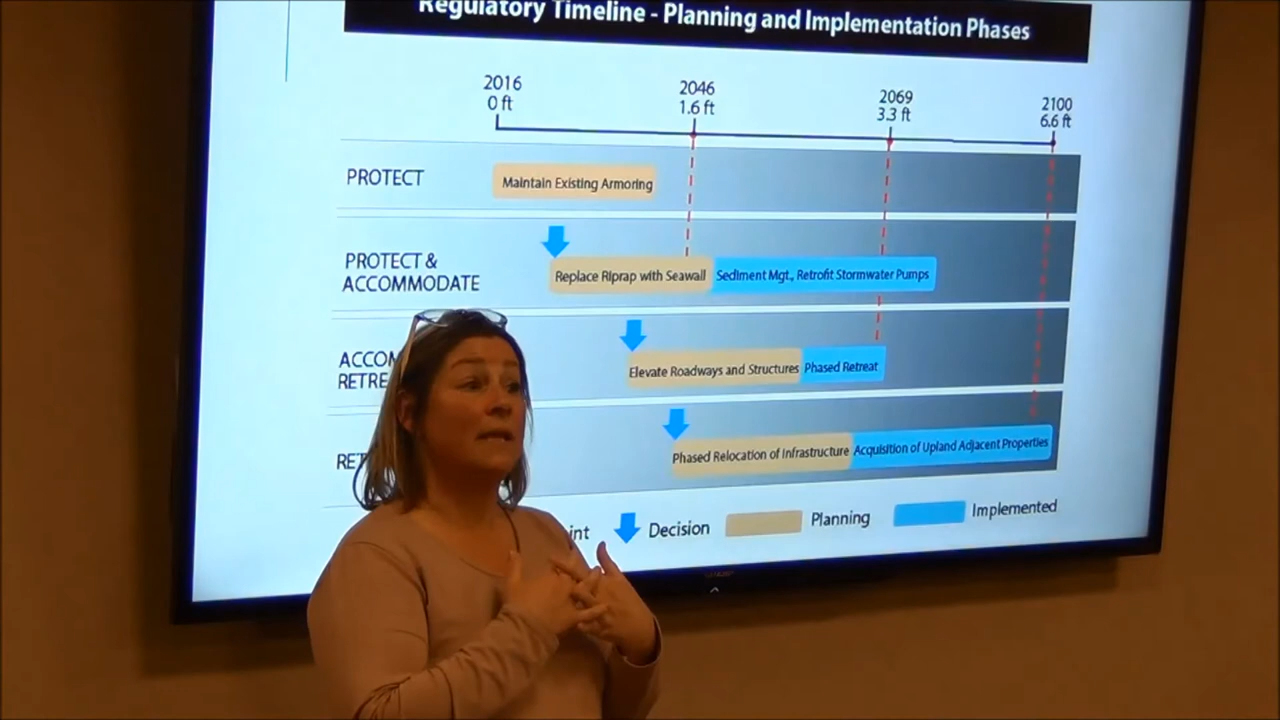 Regulatory Timeline - Planning and Implementation Phases
2016 2046 2069 2100
0 ft 1.6 ft 3.3 ft 6.6 ft
PROTECT Maintain Existing Armoring
PROTECT &
ACCOMMODATE
Replace Riprap with Seawall Sediment Mgt., Retrofit Stormwater Pumps
ACCOM
RETRE
Elevate Roadways and Structures Phased Retreat
RET Phased Relocation of Infrastructure Acquisition of Upland Adjacent Properties
int Decision Planning Implemented